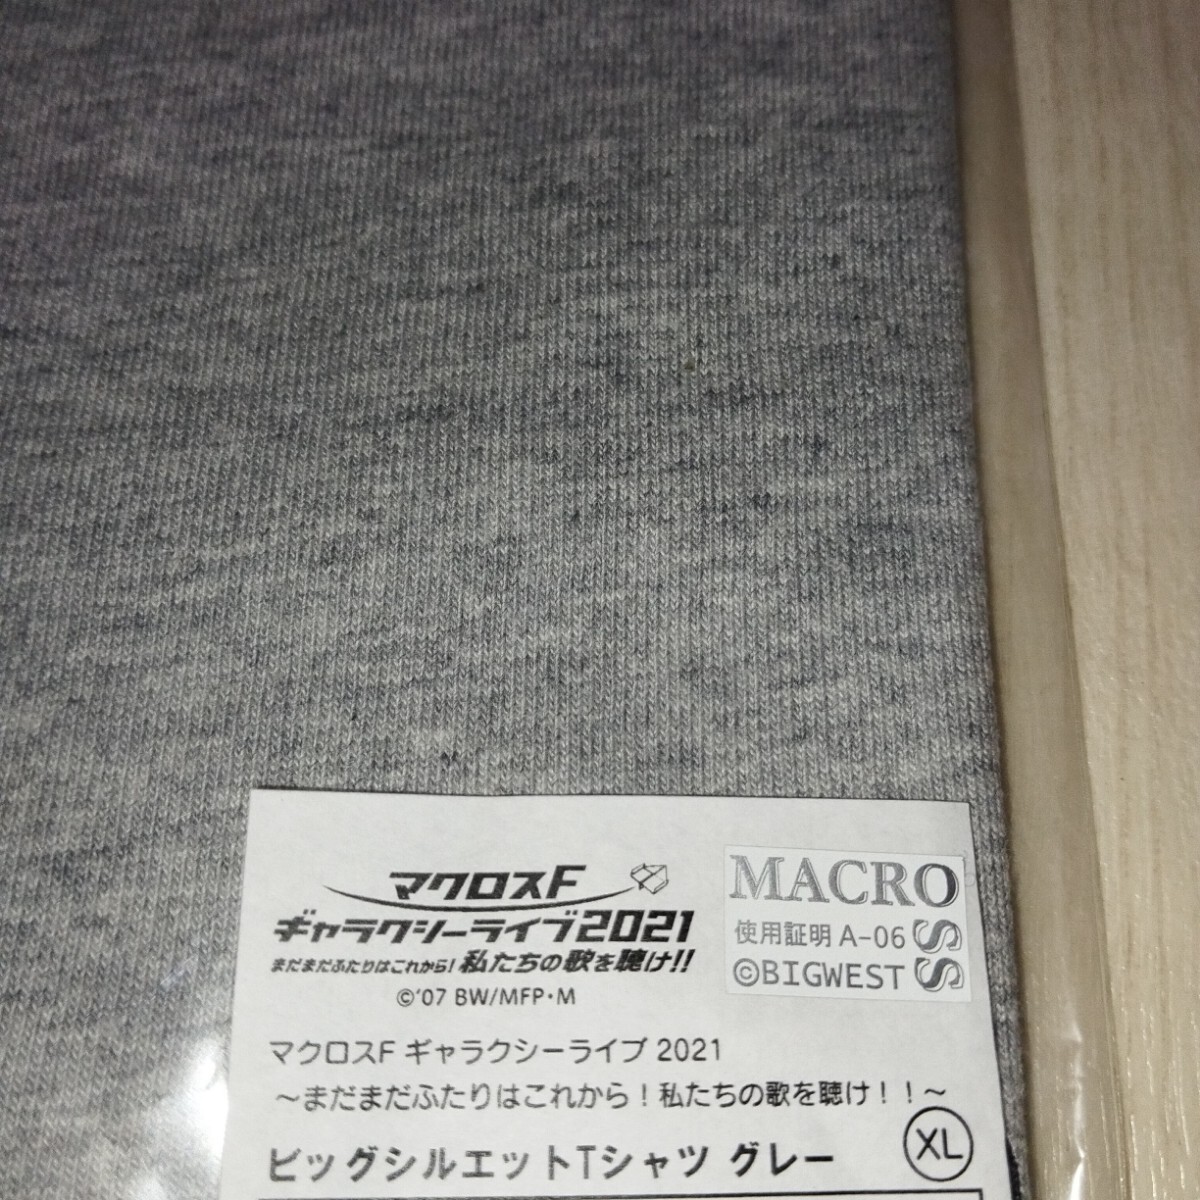 マクロスF
ギャラクシーライブ2021
まだまだふたりはこれから! 私たちの歌を聴け!!
©'07 BW/MFP・M
MACROSS
使用証明 A-06
©BIGWEST
マクロスF ギャラクシーライブ 2021
～まだまだふたりはこれから！私たちの歌を聴け！！～
ビッグシルエットTシャツ グレー
XL